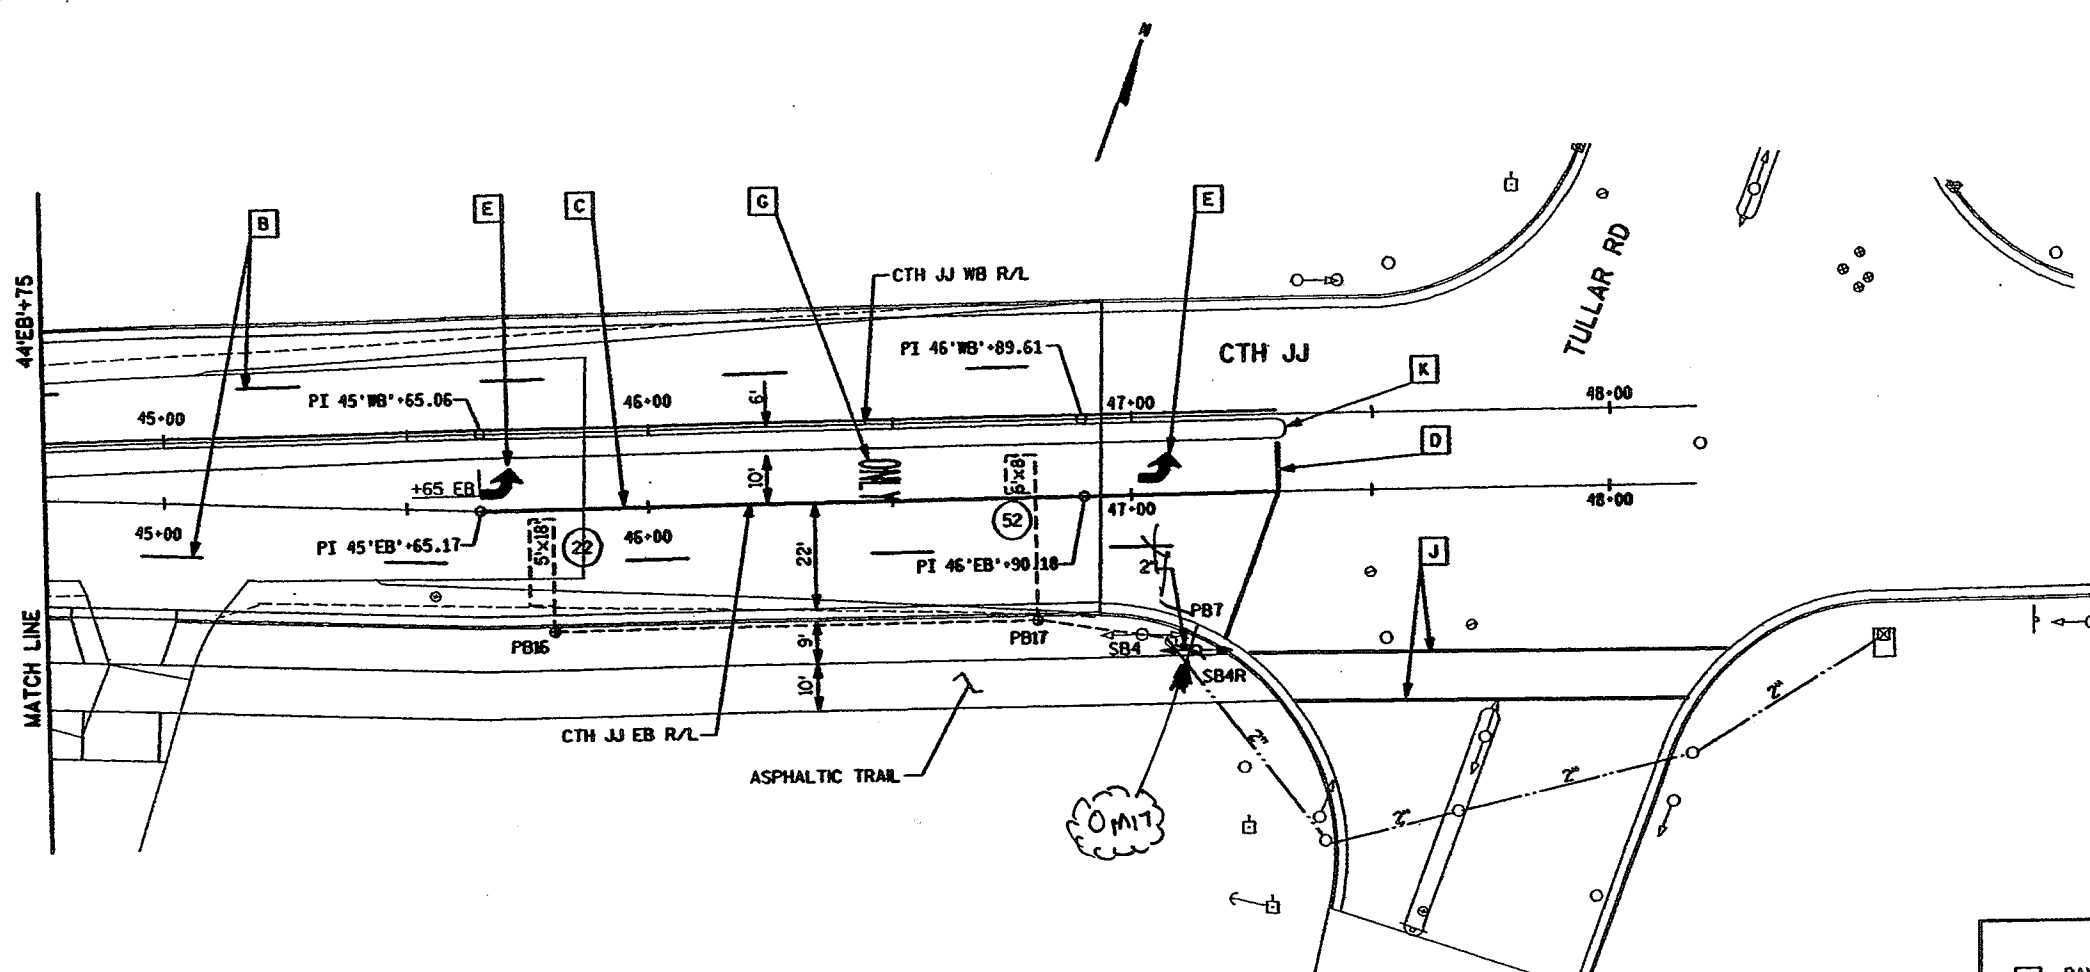 N
B
E
C
G
E
CTH JJ WB R/L
TULLAR RD
44'EB'+75
PI 46'WB'+89.61
CTH JJ
K
PI 45'WB'+65.06
6'
45+00
46+00
47+00
48+00
D
10'
+65 EB
ONLY
6'X8'
48+00
47+00
52
45+00
46+00
PI 45'EB'+65.17
5'X18'
22
22'
PI 46'EB'+90.18
2"
J
PB7
PB16
PB17
SB4
SB4R
9'
10'
MATCH LINE
CTH JJ EB R/L
ASPHALTIC TRAIL
2"
2"
2"
2"
OMIT